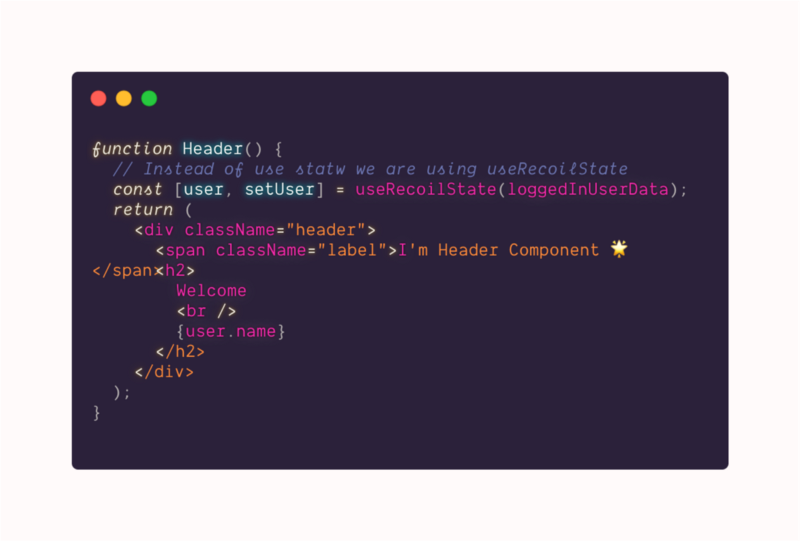 function Header() {
// Instead of use statw we are using useRecoilState
const [user, setUser] = useRecoilState(loggedInUserData);
return (
<div className="header">
<span className="label">I'm Header Component 🌟
</span><h2>
Welcome
<br />
{user.name}
</h2>
</div>
);
}